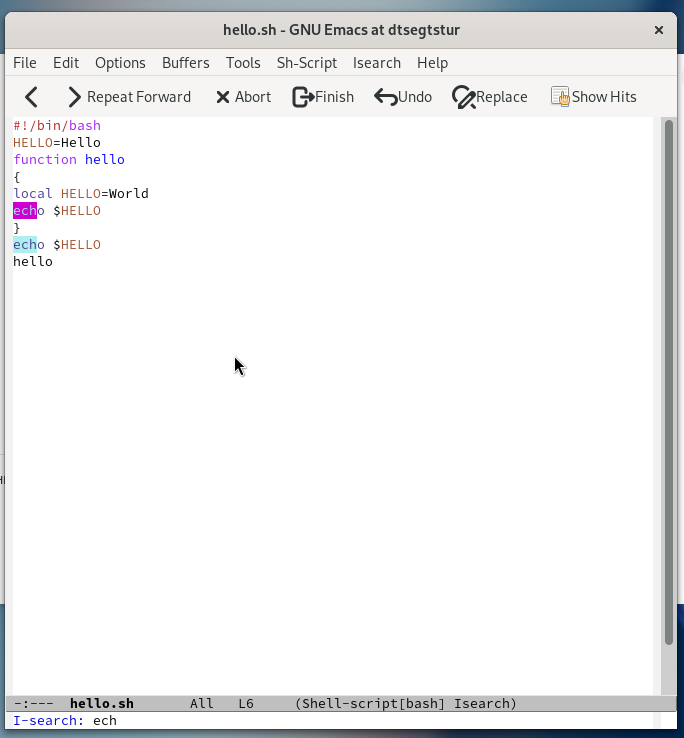 hello.sh - GNU Emacs at dtsegtstur ×
File Edit Options Buffers Tools Sh-Script Isearch Help
Repeat Forward Abort Finish Undo Replace Show Hits
#!/bin/bash
HELLO=Hello
function hello
{
local HELLO=World
echo $HELLO
}
echo $HELLO
hello
-:--- hello.sh All L6 (Shell-script[bash] Isearch)
I-search: ech